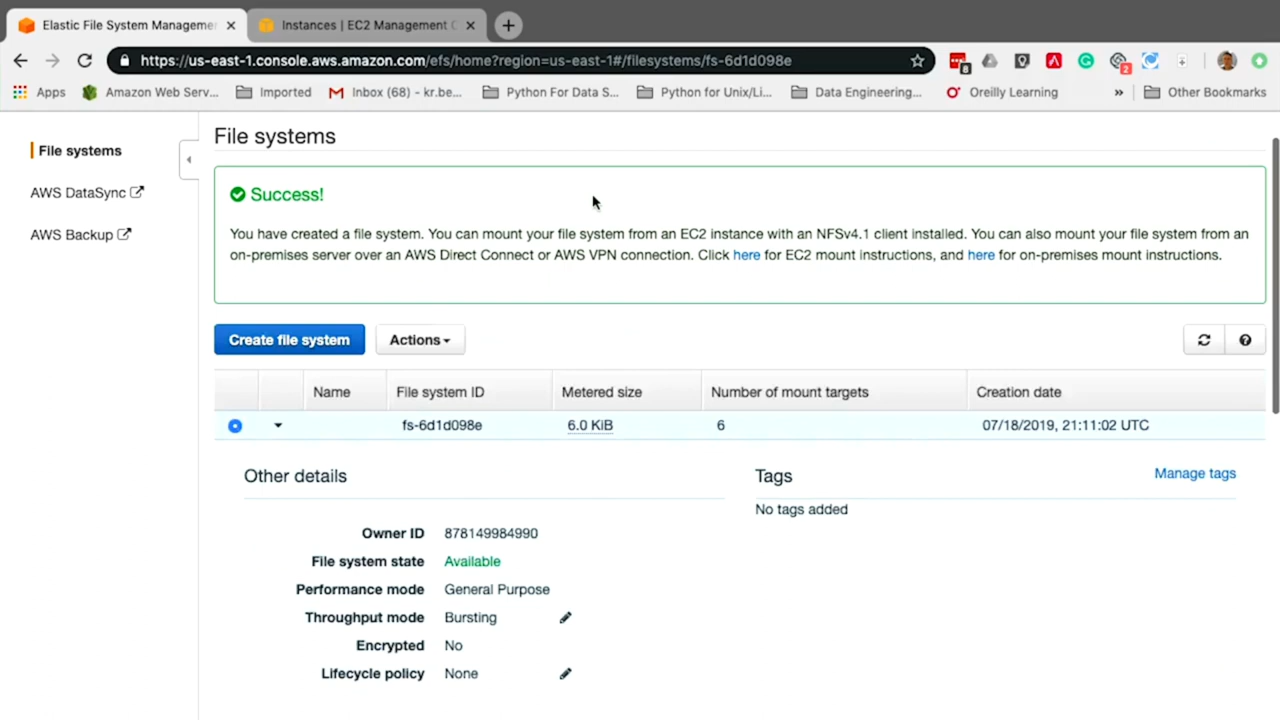 Elastic File System Manageme
Instances | EC2 Management C
https://us-east-1.console.aws.amazon.com/efs/home?region=us-east-1#/filesystems/fs-6d1d098e
8
2
Apps
Amazon Web Serv...
Imported
Inbox (68) - kr.be...
Python For Data S...
Python for Unix/Li...
Data Engineering...
Oreilly Learning
»
Other Bookmarks
File systems
AWS DataSync
AWS Backup
File systems
Success!
You have created a file system. You can mount your file system from an EC2 instance with an NFSv4.1 client installed. You can also mount your file system from an
on-premises server over an AWS Direct Connect or AWS VPN connection. Click here for EC2 mount instructions, and here for on-premises mount instructions.
Create file system
Actions
Name File system ID Metered size Number of mount targets Creation date
fs-6d1d098e 6.0 KiB 6 07/18/2019, 21:11:02 UTC
Other details
Owner ID 878149984990
File system state Available
Performance mode General Purpose
Throughput mode Bursting
Encrypted No
Lifecycle policy None
Tags
Manage tags
No tags added